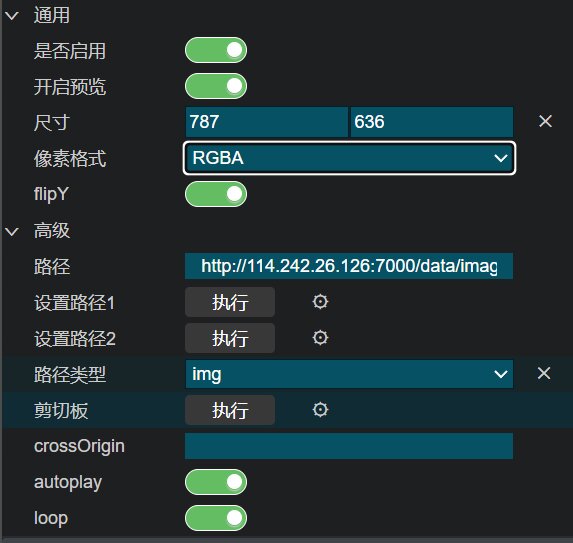 通用
是否启用
开启预览
尺寸 787 636
像素格式 RGBA
flipY
高级
路径 http://114.242.26.126:7000/data/imag
设置路径1 执行
设置路径2 执行
路径类型 img
剪切板 执行
crossOrigin
autoplay
loop